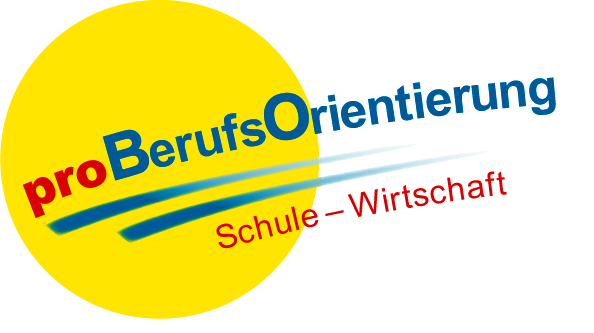 proBerufsOrientierung
Schule – Wirtschaft